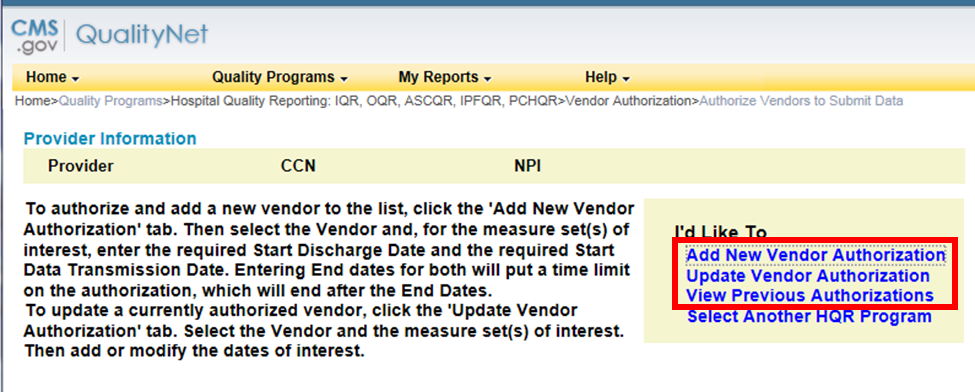 CMS .gov QualityNet
Home Quality Programs My Reports Help
Home>Quality Programs>Hospital Quality Reporting: IQR, OQR, ASCQR, IPFQR, PCHQR>Vendor Authorization>Authorize Vendors to Submit Data
Provider Information
Provider CCN NPI
To authorize and add a new vendor to the list, click the 'Add New Vendor
Authorization' tab. Then select the Vendor and, for the measure set(s) of
interest, enter the required Start Discharge Date and the required Start
Data Transmission Date. Entering End dates for both will put a time limit
on the authorization, which will end after the End Dates.
To update a currently authorized vendor, click the 'Update Vendor
Authorization' tab. Select the Vendor and the measure set(s) of interest.
Then add or modify the dates of interest.
I'd Like To
Add New Vendor Authorization
Update Vendor Authorization
View Previous Authorizations
Select Another HQR Program